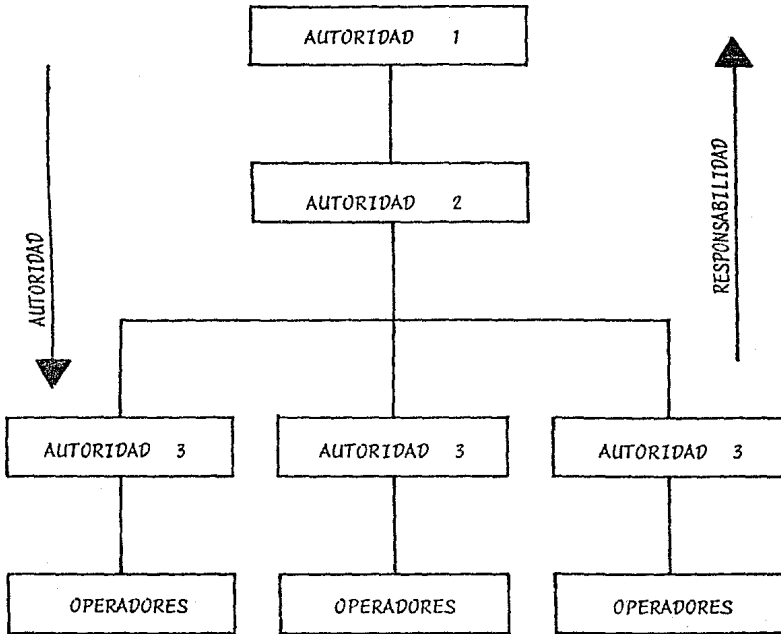 AUTORIDAD 1
AUTORIDAD 2
AUTORIDAD
RESPONSABILIDAD
AUTORIDAD 3
AUTORIDAD 3
AUTORIDAD 3
OPERADORES
OPERADORES
OPERADORES